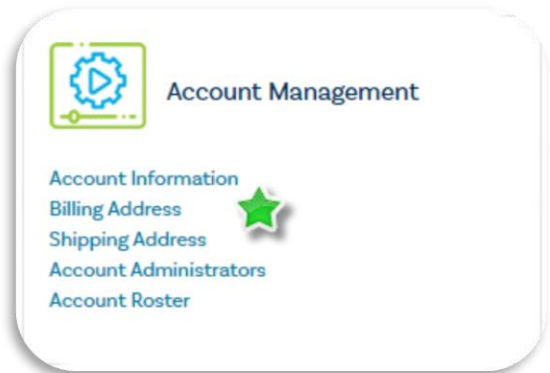 Account Management
Account Information
Billing Address
Shipping Address
Account Administrators
Account Roster